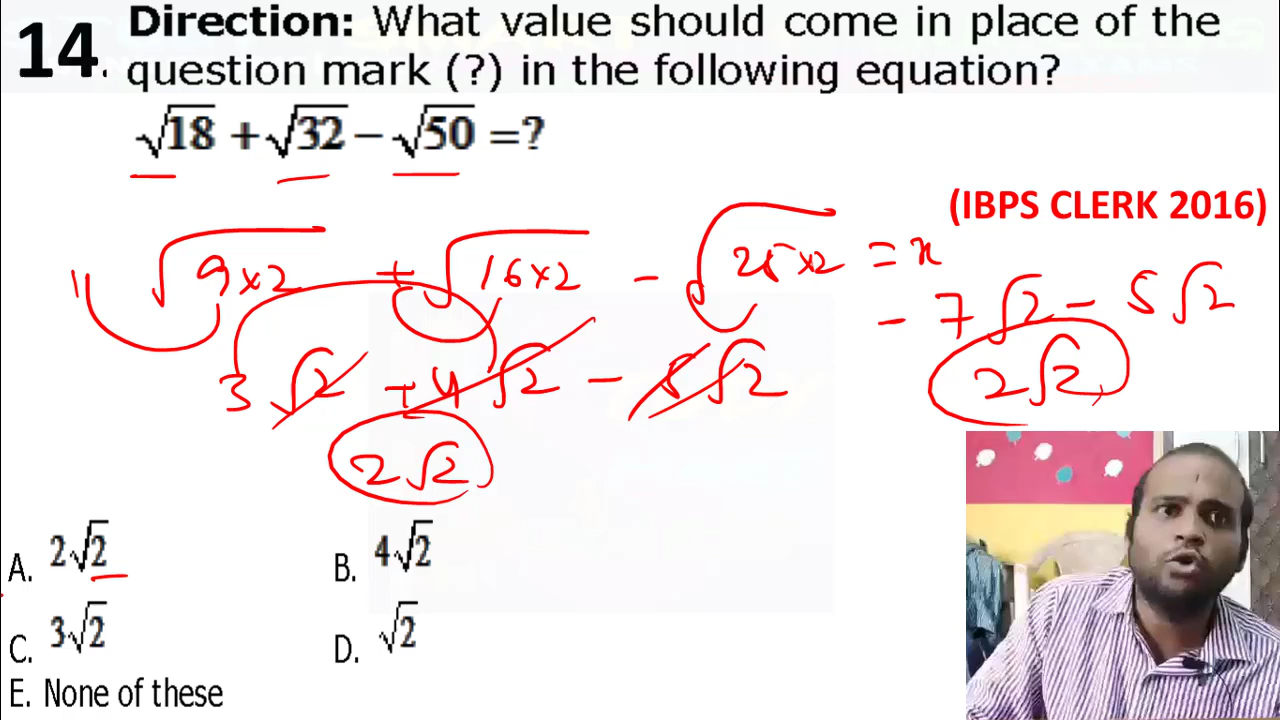 14. Direction: What value should come in place of the
question mark (?) in the following equation?
√18 + √32 − √50 =?
(IBPS CLERK 2016)
√9×2 + √16×2 − √25×2 = x
3√2 + 4√2 − 5√2
− 7√2 − 5√2
2√2
2√2
A. 2√2
B. 4√2
C. 3√2
D. √2
E. None of these